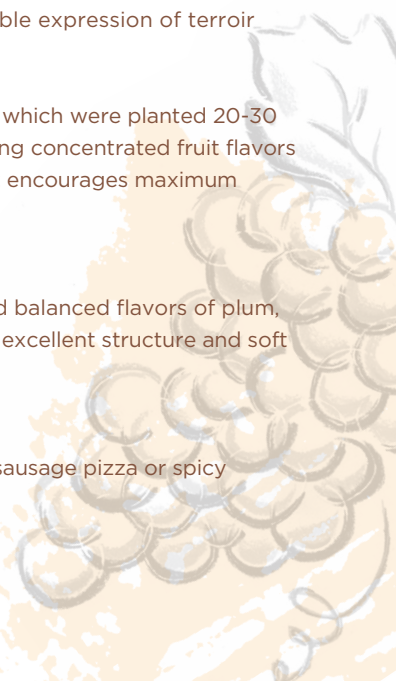 ble expression of terroir
which were planted 20-30
ng concentrated fruit flavors
encourages maximum
d balanced flavors of plum,
excellent structure and soft
sausage pizza or spicy